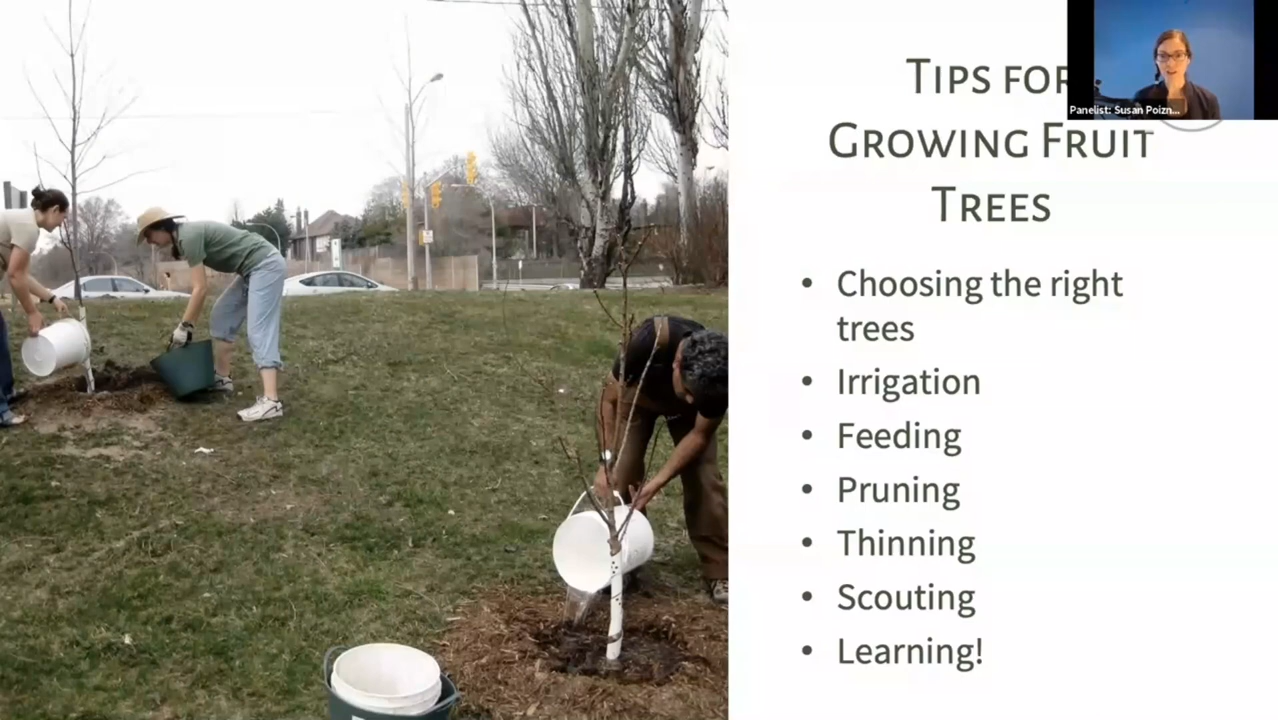 Tips for
Growing Fruit
Trees
Panelist: Susan Poizn...
• Choosing the right
trees
• Irrigation
• Feeding
• Pruning
• Thinning
• Scouting
• Learning!